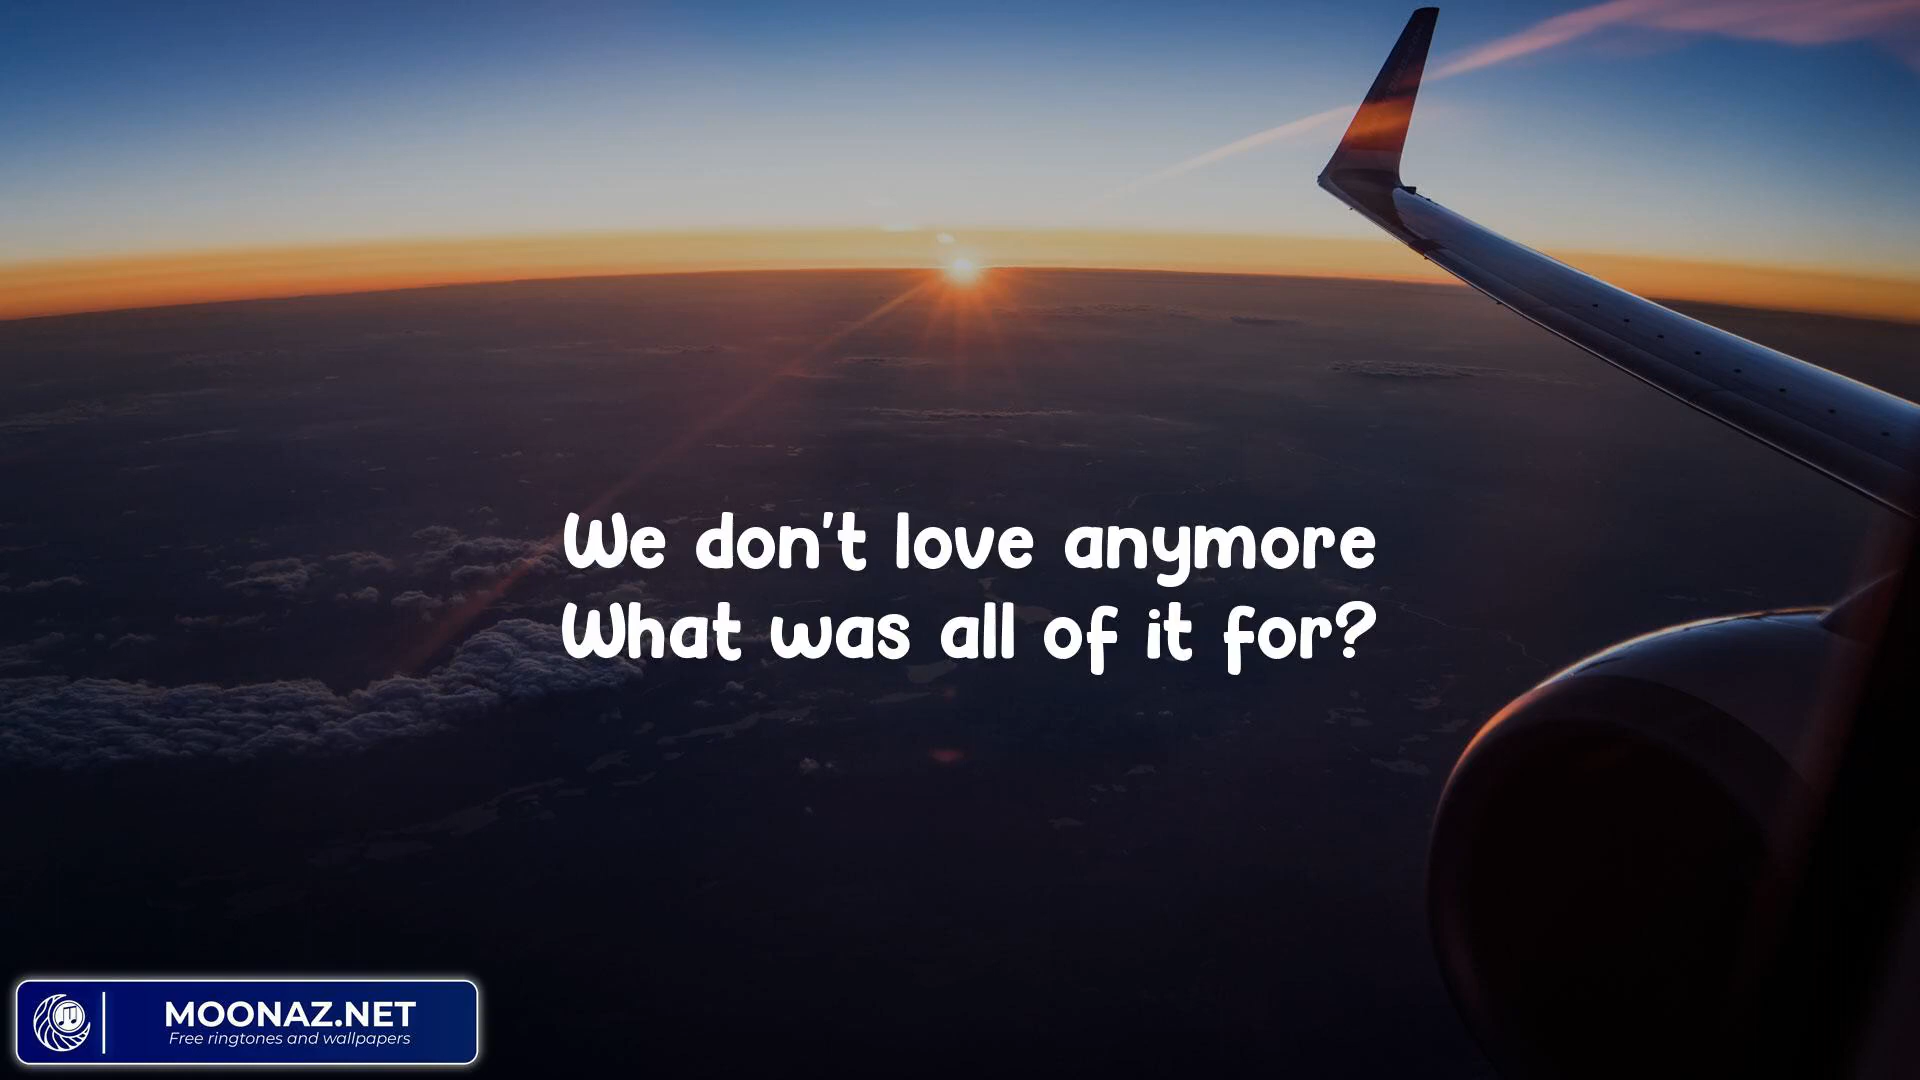 We don't love anymore
What was all of it for?
MOONAZ.NET
Free ringtones and wallpapers